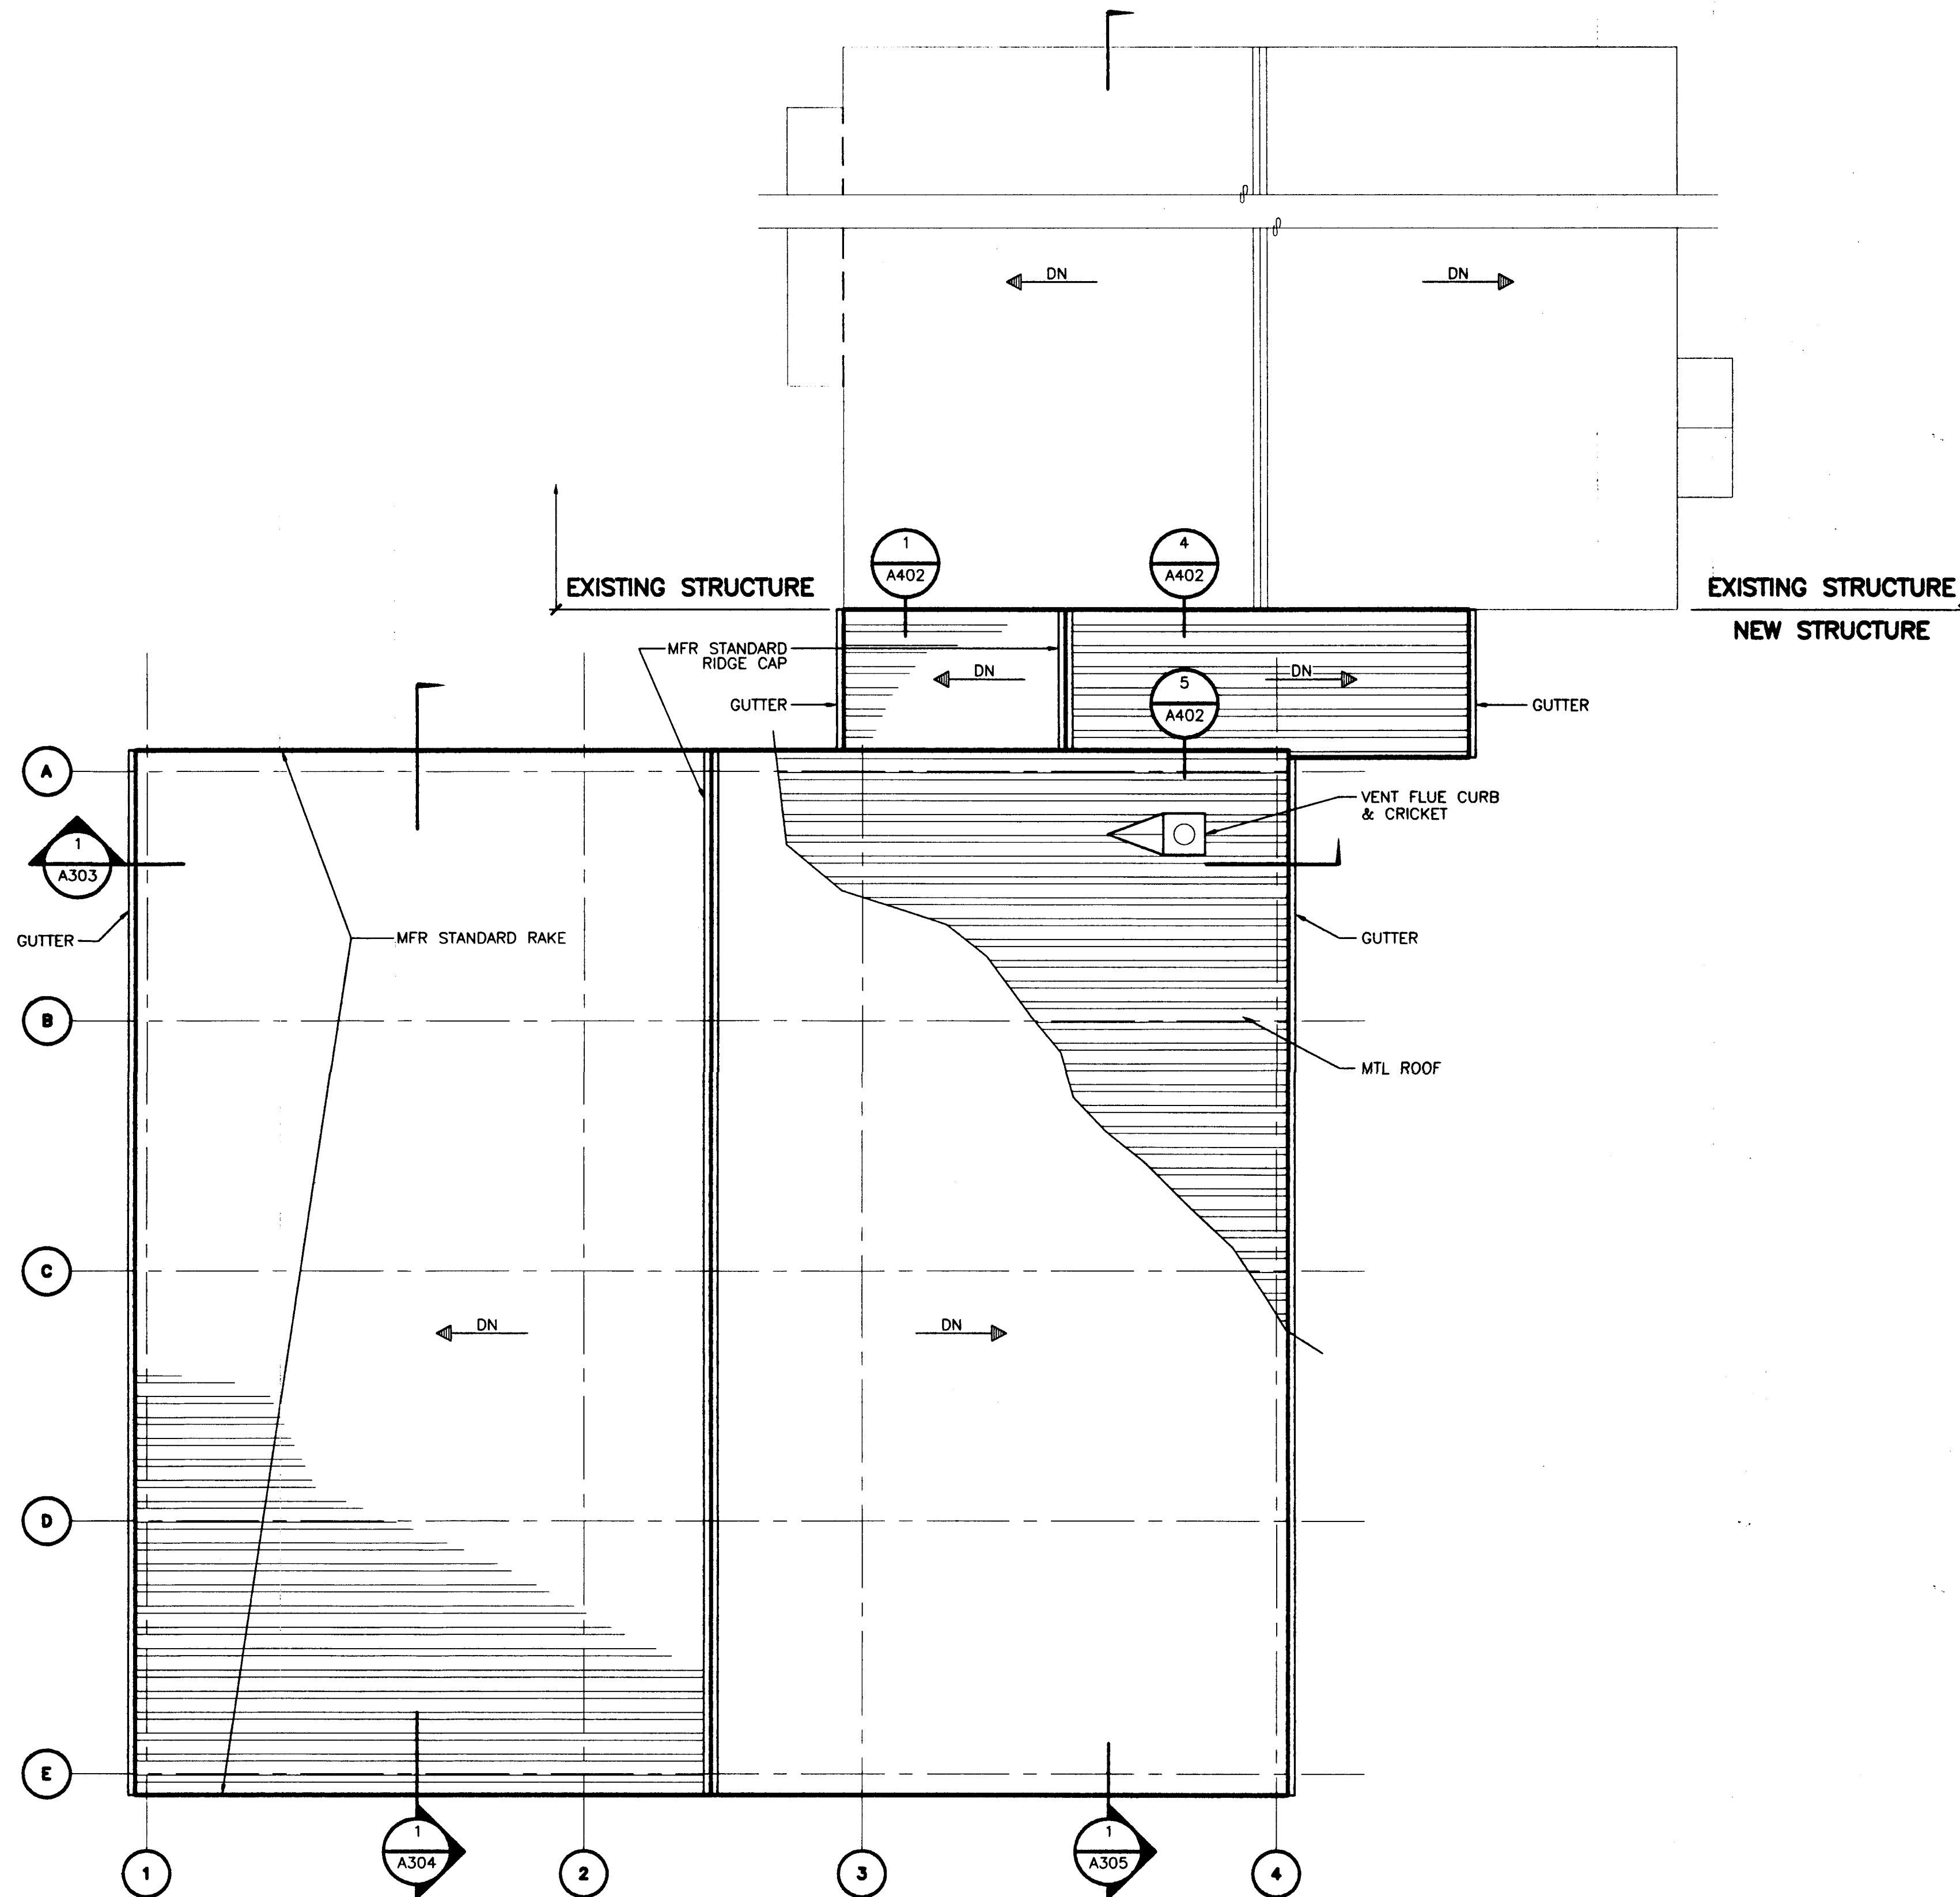 DN
DN
1
A402
4
A402
EXISTING STRUCTURE
EXISTING STRUCTURE
NEW STRUCTURE
MFR STANDARD
RIDGE CAP
DN
DN
GUTTER
5
A402
GUTTER
A
VENT FLUE CURB
& CRICKET
1
A303
GUTTER
MFR STANDARD RAKE
GUTTER
B
MTL ROOF
C
DN
DN
D
E
1
A304
1
A305
1
2
3
4